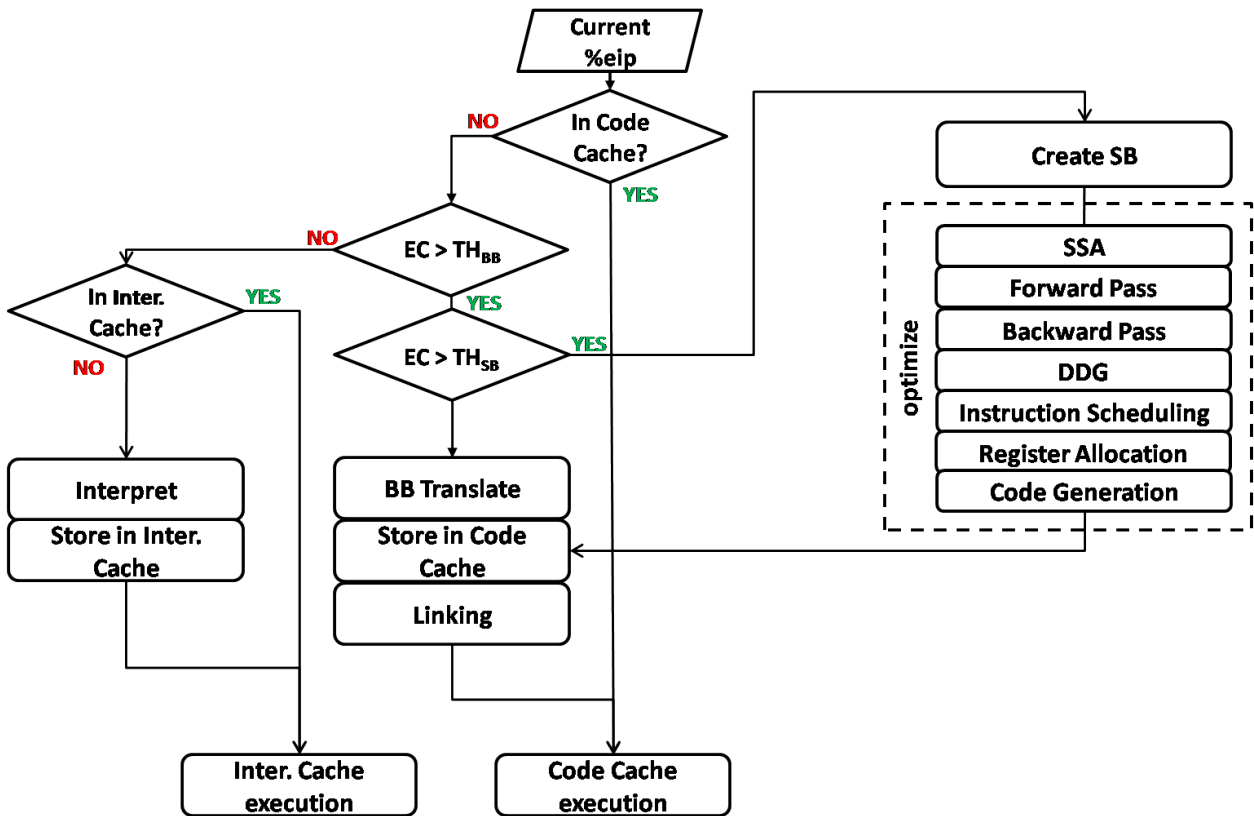 Current
%eip
In Code
Cache?
NO
YES
Create SB
EC > TH_BB
NO
YES
In Inter.
Cache?
YES
NO
EC > TH_SB
YES
optimize
SSA
Forward Pass
Backward Pass
DDG
Instruction Scheduling
Register Allocation
Code Generation
Interpret
Store in Inter.
Cache
BB Translate
Store in Code
Cache
Linking
Inter. Cache
execution
Code Cache
execution